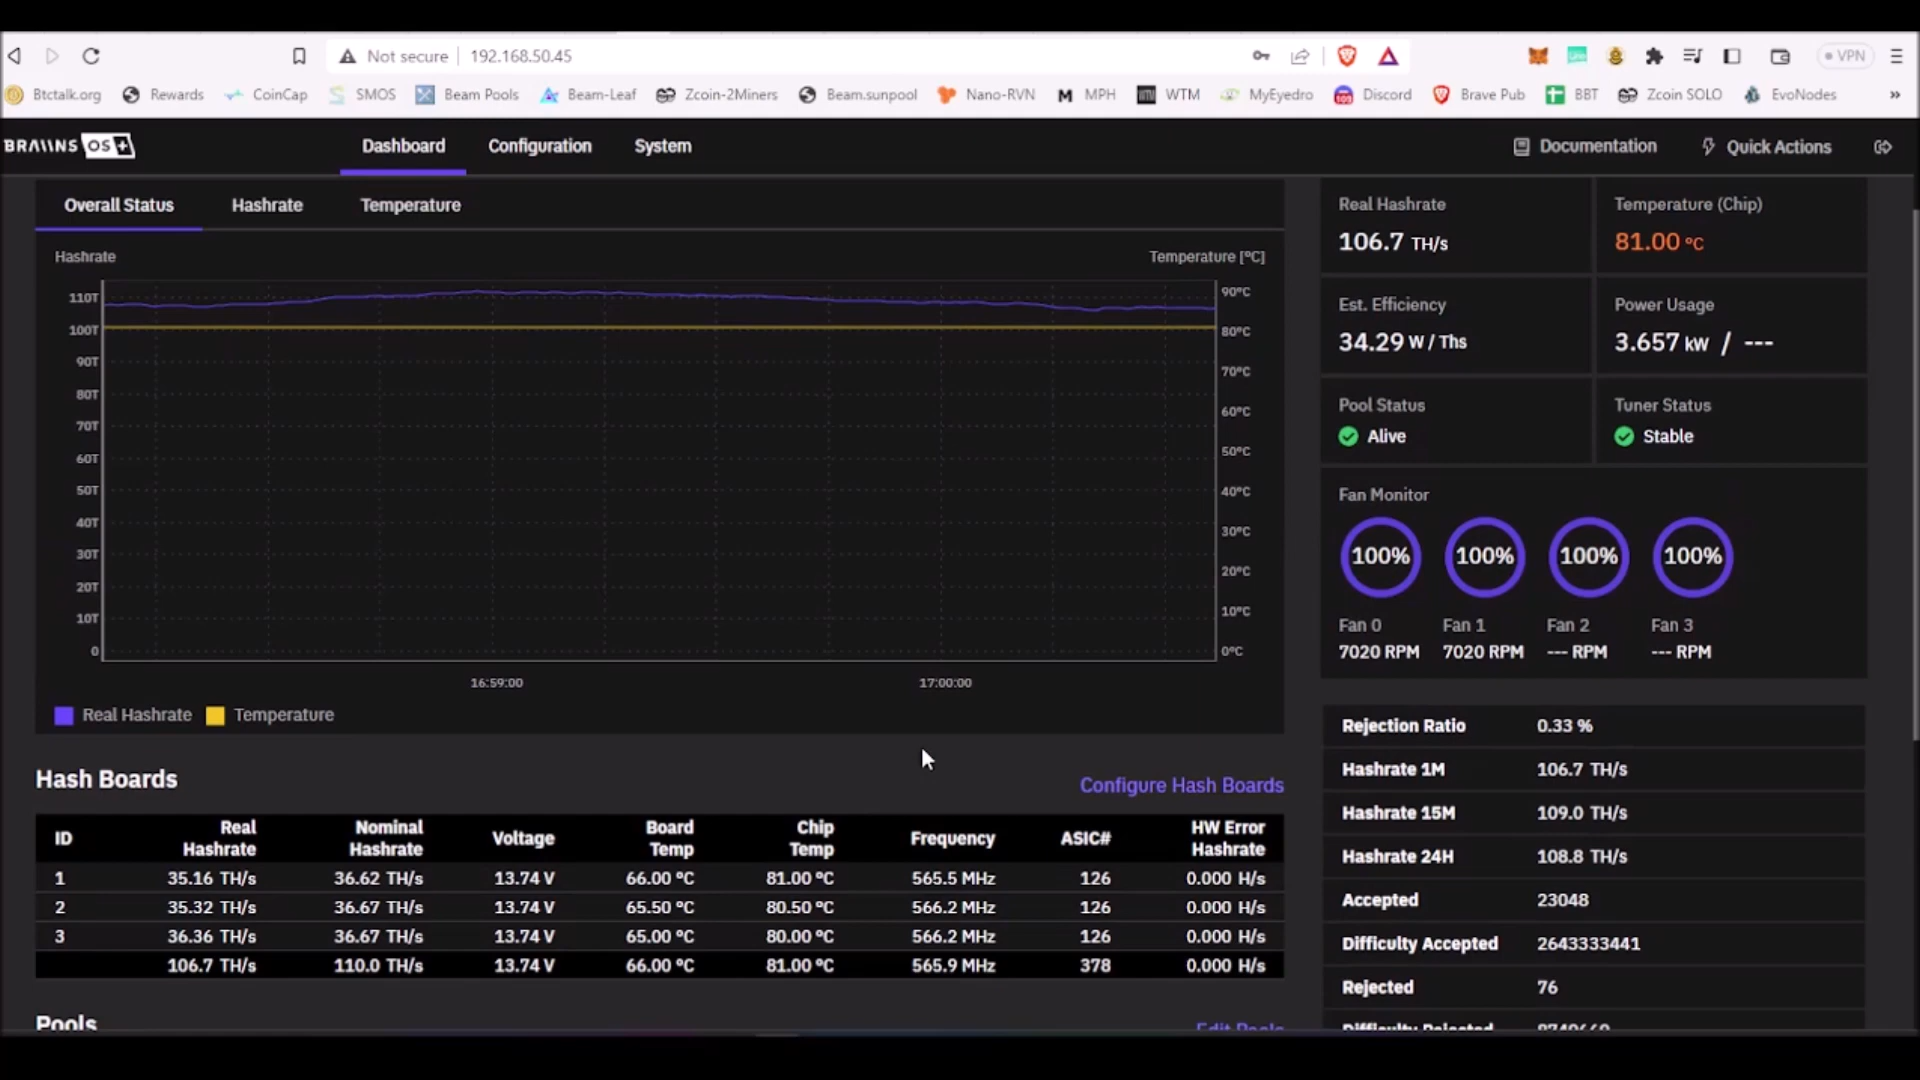 Not secure 192.168.50.45 VPN
Btctalk.org Rewards CoinCap SMOS Beam Pools Beam-Leaf Zcoin-2Miners Beam.sunpool Nano-RVN MPH WTM MyEyedro Discord Brave Pub BBT Zcoin SOLO EvoNodes »
BRAIINS OS+ Dashboard Configuration System Documentation Quick Actions
Overall Status Hashrate Temperature
Hashrate Temperature [°C]
110T
100T
90T
80T
70T
60T
50T
40T
30T
20T
10T
0
90°C
80°C
70°C
60°C
50°C
40°C
30°C
20°C
10°C
0°C
16:59:00 17:00:00
Real Hashrate Temperature
Real Hashrate
106.7 TH/s
Temperature (Chip)
81.00 °C
Est. Efficiency
34.29 W / Ths
Power Usage
3.657 kW / ---
Pool Status
Alive
Tuner Status
Stable
Fan Monitor
100% 100% 100% 100%
Fan 0 Fan 1 Fan 2 Fan 3
7020 RPM 7020 RPM --- RPM --- RPM
Hash Boards Configure Hash Boards
ID Real Hashrate Nominal Hashrate Voltage Board Temp Chip Temp Frequency ASIC# HW Error Hashrate
1 35.16 TH/s 36.62 TH/s 13.74 V 66.00 °C 81.00 °C 565.5 MHz 126 0.000 H/s
2 35.32 TH/s 36.67 TH/s 13.74 V 65.50 °C 80.50 °C 566.2 MHz 126 0.000 H/s
3 36.36 TH/s 36.67 TH/s 13.74 V 65.00 °C 80.00 °C 566.2 MHz 126 0.000 H/s
106.7 TH/s 110.0 TH/s 13.74 V 66.00 °C 81.00 °C 565.9 MHz 378 0.000 H/s
Pools Edit Pools
Rejection Ratio 0.33 %
Hashrate 1M 106.7 TH/s
Hashrate 15M 109.0 TH/s
Hashrate 24H 108.8 TH/s
Accepted 23048
Difficulty Accepted 2643333441
Rejected 76
Difficulty Rejected